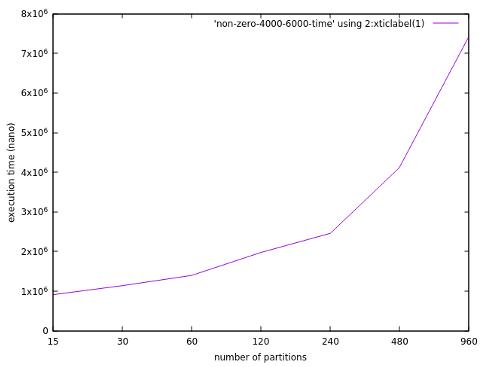 'non-zero-4000-6000-time' using 2:xticlabel(1)
8x10⁶
7x10⁶
6x10⁶
5x10⁶
4x10⁶
3x10⁶
2x10⁶
1x10⁶
0
execution time (nano)
15 30 60 120 240 480 960
number of partitions